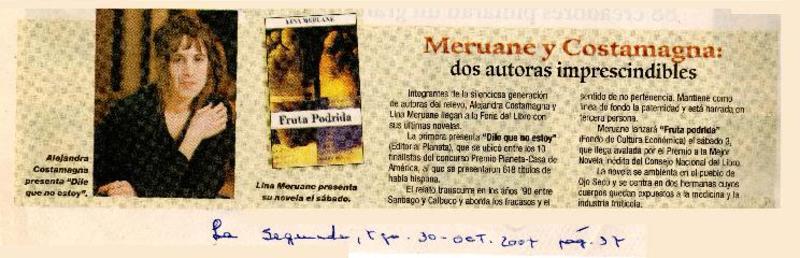 Meruane y Costamagna:
dos autoras imprescindibles
LINA MERUANE
Fruta Podrida
Alejandra
Costamagna
presenta "Dile
que no estoy".
Lina Meruane presenta
su novela el sábado.
Integrantes de la silenciosa generación
de autoras del relevo, Alejandra Costamagna y
Lina Meruane llegan a la Feria del Libro con
sus últimas novelas.
La primera presenta "Dile que no estoy"
(Editorial Planeta), que se ubicó entre los 10
finalistas del concurso Premio Planeta-Casa de
América, al que se presentaron 618 títulos de
habla hispana.
El relato transcurre en los años '90 entre
Santiago y Calbuco y aborda los fracasos y el
sentido de no pertenencia. Mantiene como
línea de fondo la paternidad y está narrada en
tercera persona.
Meruane lanzará "Fruta podrida"
(Fondo de Cultura Económica) el sábado 3,
que llega avalada por el Premio a la Mejor
Novela Inédita del Consejo Nacional del Libro.
La novela se ambienta en el pueblo de
Ojo Seco y se centra en dos hermanas cuyos
cuerpos quedan expuestos a la medicina y la
industria frutícola.
La Segunda, Stgo. 30-OCT. 2007 pág. 37